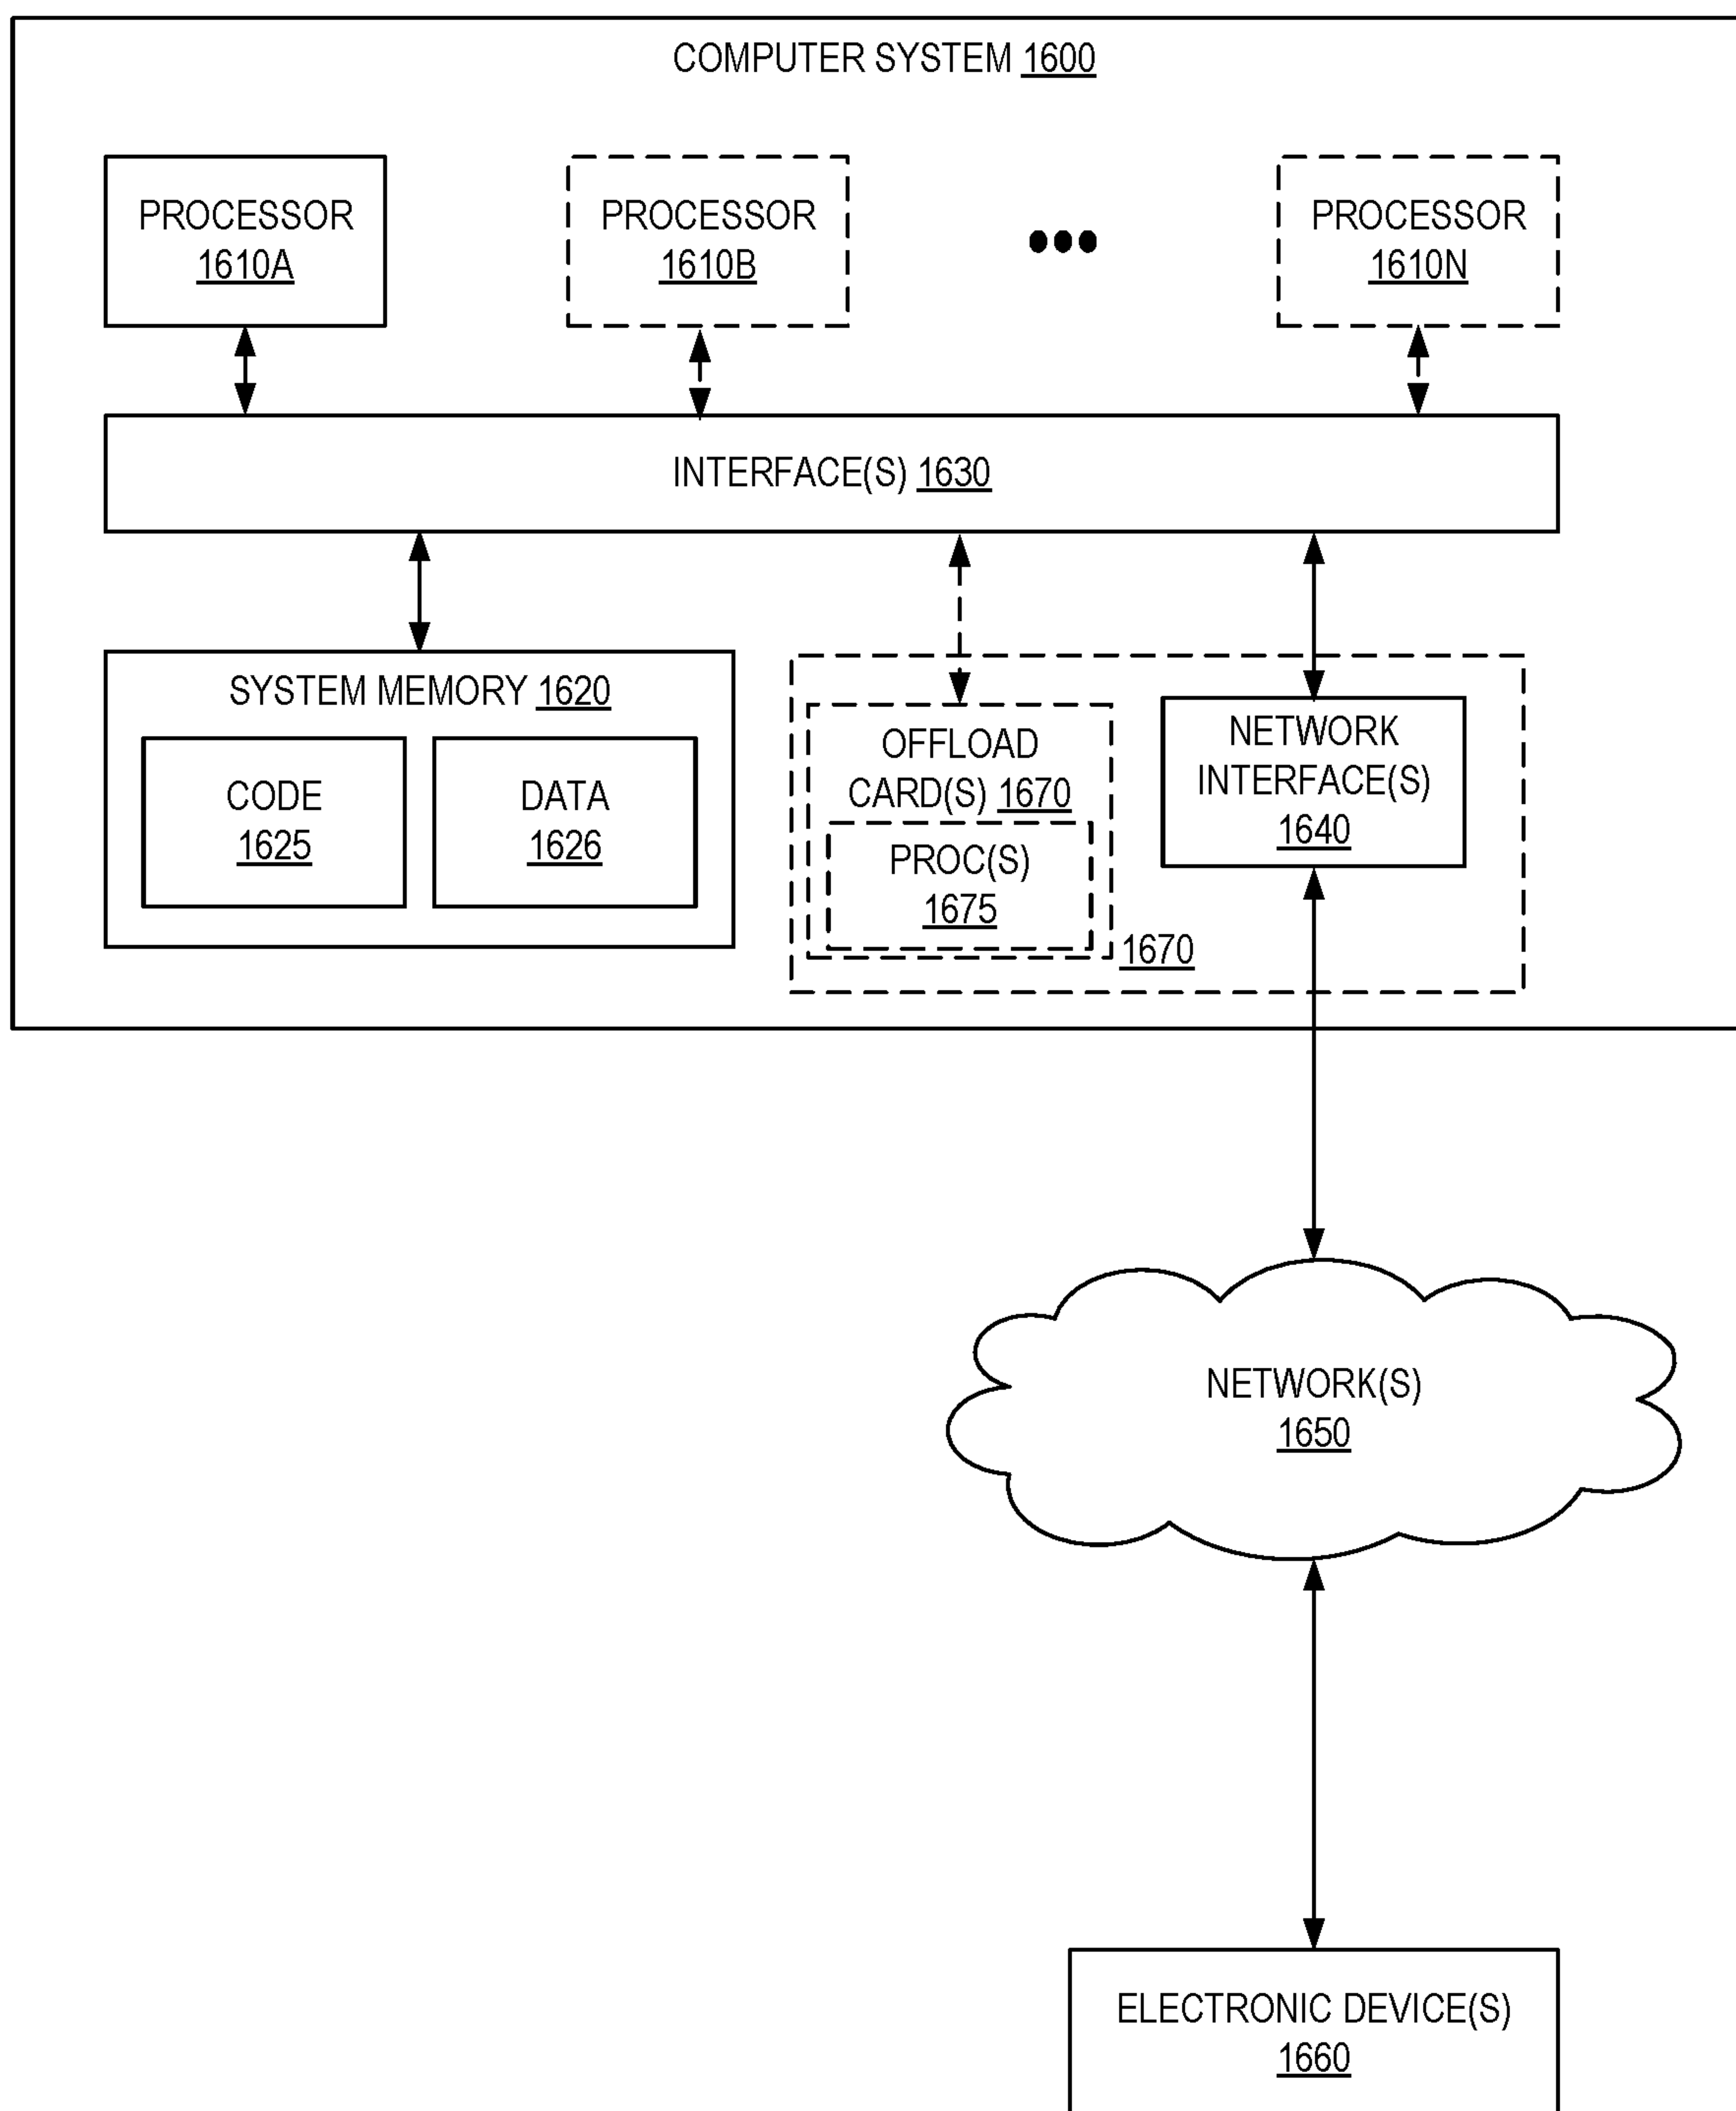 COMPUTER SYSTEM 1600
PROCESSOR
1610A
PROCESSOR
1610B
PROCESSOR
1610N
INTERFACE(S) 1630
SYSTEM MEMORY 1620
CODE
1625
DATA
1626
OFFLOAD
CARD(S) 1670
PROC(S)
1675
1670
NETWORK
INTERFACE(S)
1640
NETWORK(S)
1650
ELECTRONIC DEVICE(S)
1660